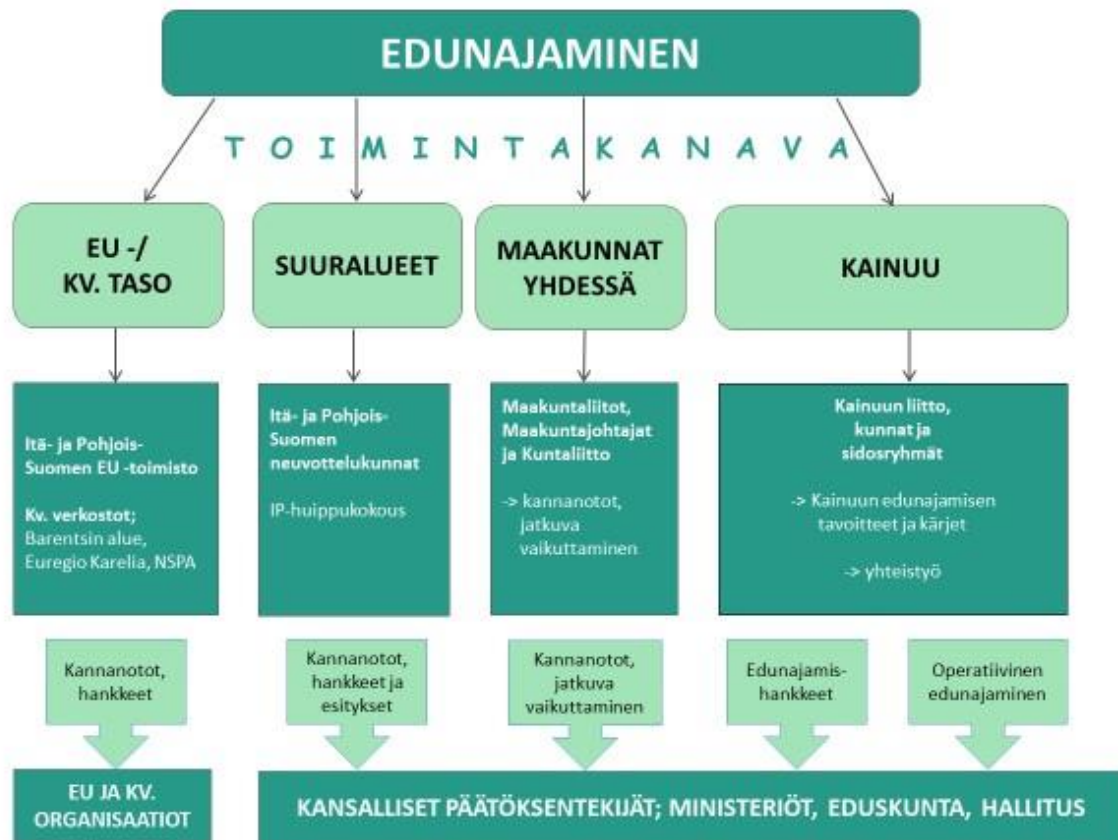 EDUNAJAMINEN
TOIMINTAKANAVA
EU -/
KV. TASO
SUURALUEET
MAAKUNNAT
YHDESSÄ
KAINUU
Itä- ja Pohjois-
Suomen EU -toimisto
Kv. verkostot;
Barentsin alue,
Euregio Karelia, NSPA
Itä- ja Pohjois-
Suomen
neuvottelukunnat
IP-huippukokous
Maakuntaliitot,
Maakuntajohtajat
ja Kuntaliitto
-> kannanotot,
jatkuva
vaikuttaminen
Kainuun liitto,
kunnat ja
sidosryhmät
-> Kainuun edunajamisen
tavoitteet ja kärjet
-> yhteistyö
Kannanotot,
hankkeet
Kannanotot,
hankkeet ja
esitykset
Kannanotot,
jatkuva
vaikuttaminen
Edunajamis-
hankkeet
Operatiivinen
edunajaminen
EU JA KV.
ORGANISAATIOT
KANSALLISET PÄÄTÖKSENTEKIJÄT; MINISTERIÖT, EDUSKUNTA, HALLITUS